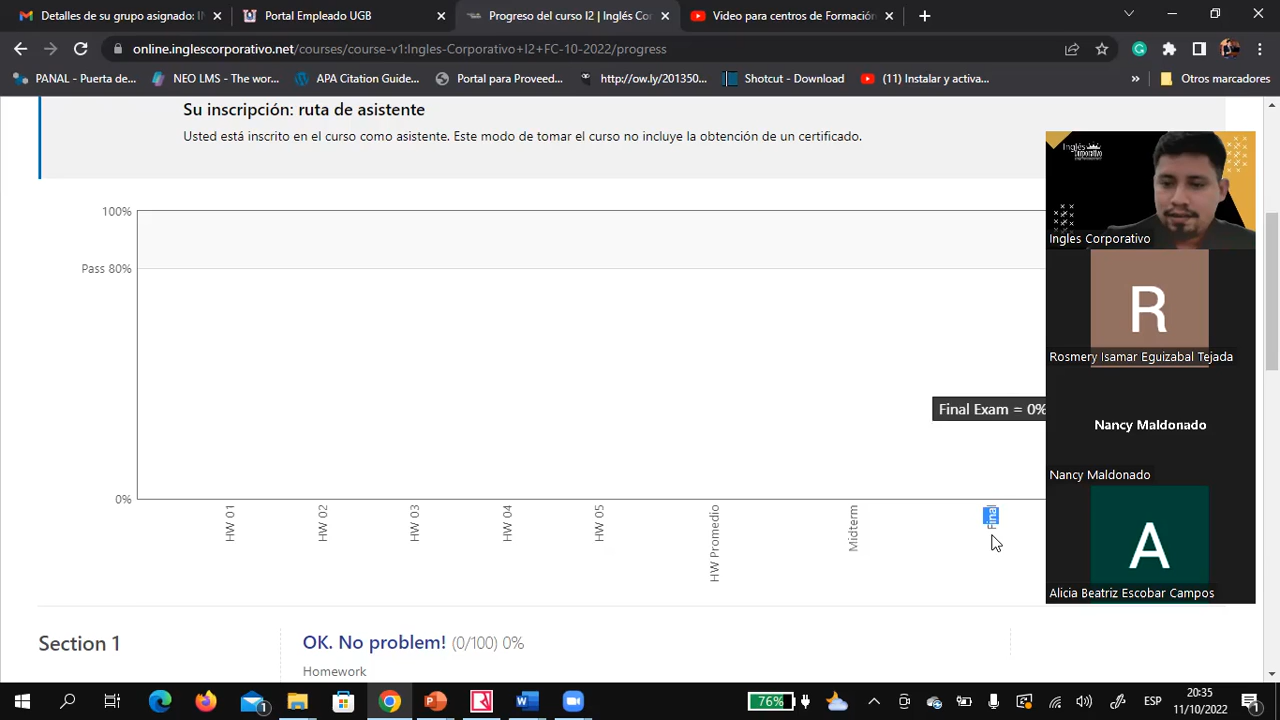 Detalles de su grupo asignado: I
Portal Empleado UGB
Progreso del curso I2 | Inglés Co
Video para centros de Formación
online.inglescorporativo.net/courses/course-v1:Ingles-Corporativo+I2+FC-10-2022/progress
PANAL - Puerta de...
NEO LMS - The wor...
APA Citation Guide...
Portal para Proveed...
http://ow.ly/201350...
Shotcut - Download
(11) Instalar y activa...
»
Otros marcadores
Su inscripción: ruta de asistente
Usted está inscrito en el curso como asistente. Este modo de tomar el curso no incluye la obtención de un certificado.
100%
Pass 80%
0%
Final Exam = 0%
HW 01
HW 02
HW 03
HW 04
HW 05
HW Promedio
Midterm
Final
Section 1
OK. No problem! (0/100) 0%
Homework
Inglés
Ingles Corporativo
R
Rosmery Isamar Eguizabal Tejada
Nancy Maldonado
Nancy Maldonado
A
Alicia Beatriz Escobar Campos
1
76%
ESP
20:35
11/10/2022
1